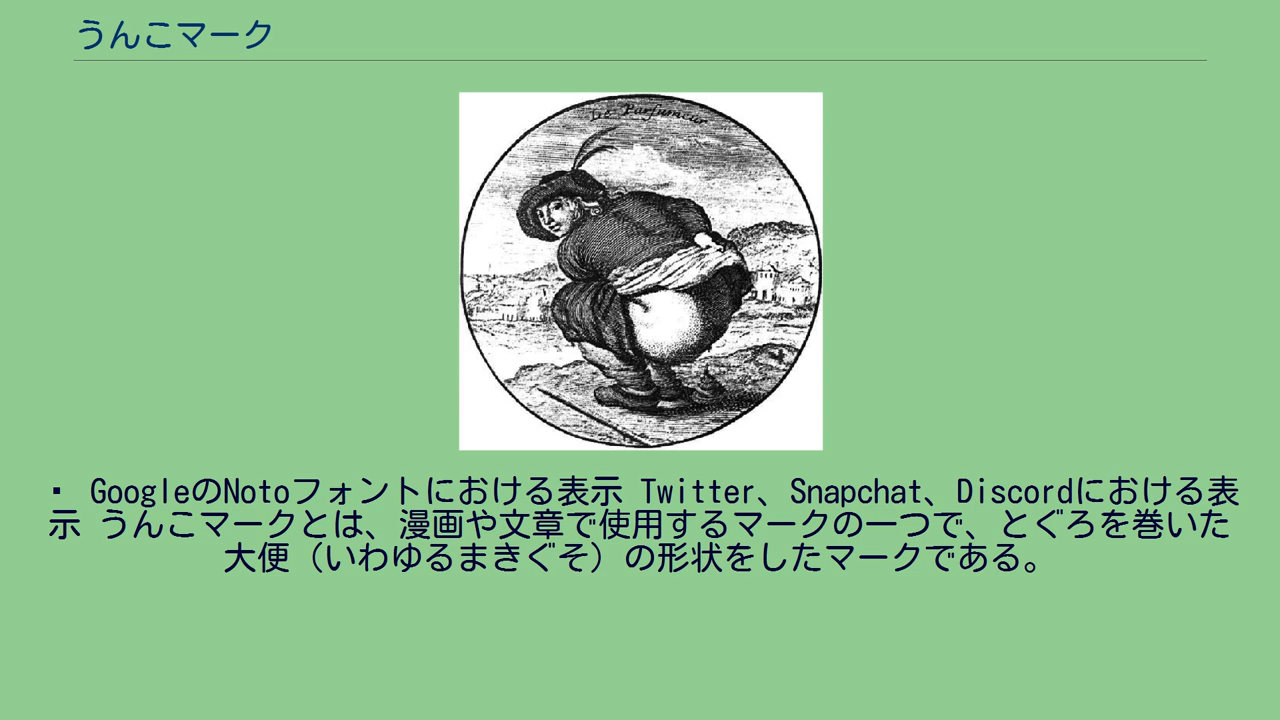 うんこマーク
Le Parfumeur
▪ GoogleのNotoフォントにおける表示 Twitter、Snapchat、Discordにおける表
示 うんこマークとは、漫画や文章で使用するマークの一つで、とぐろを巻いた
大便（いわゆるまきぐそ）の形状をしたマークである。